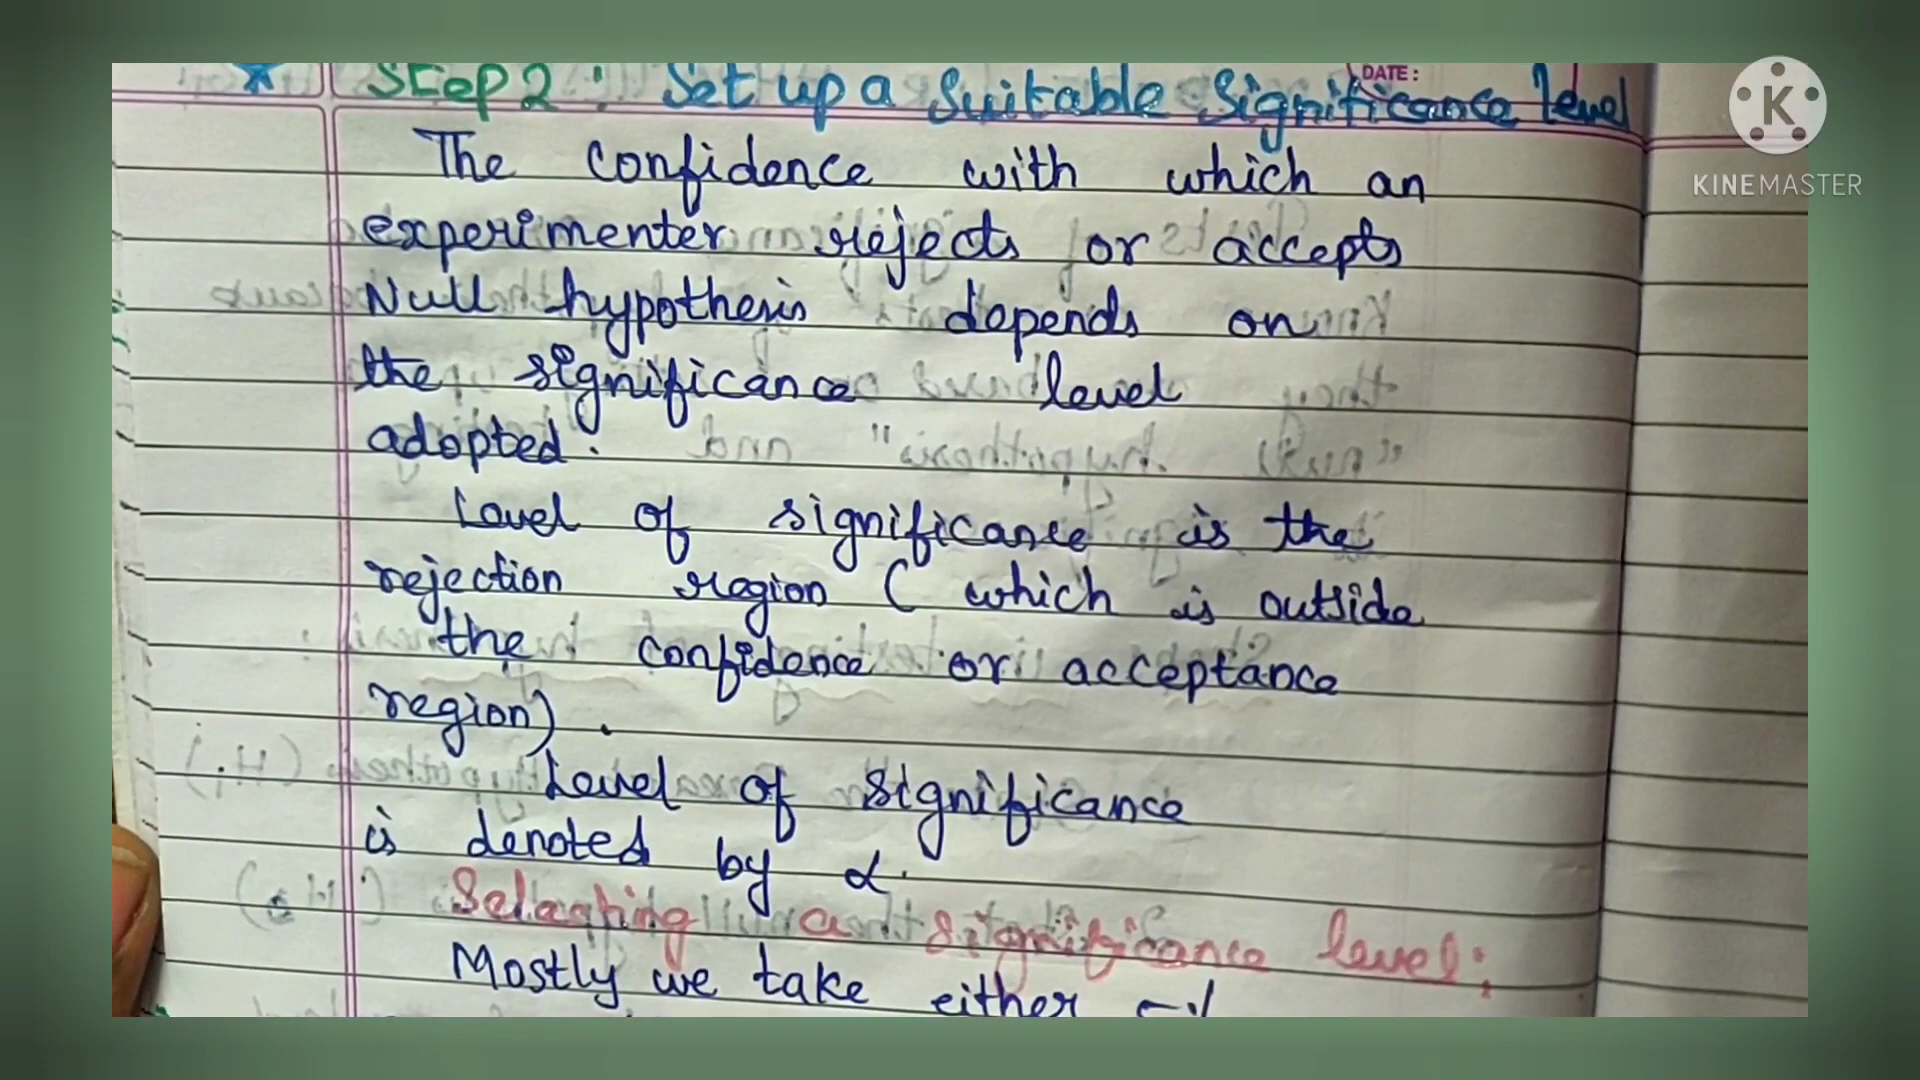 Step 2 : Set up a Suitable Significance level
DATE :
K
KINEMASTER
The confidence with which an
experimenter rejects or accepts
Null hypothesis depends on
the significance level
adopted.
Level of significance is the
rejection region ( which is outside
the confidence or acceptance
region) .
Level of Significance
is denoted by α.
Selecting a significance level:
Mostly we take either